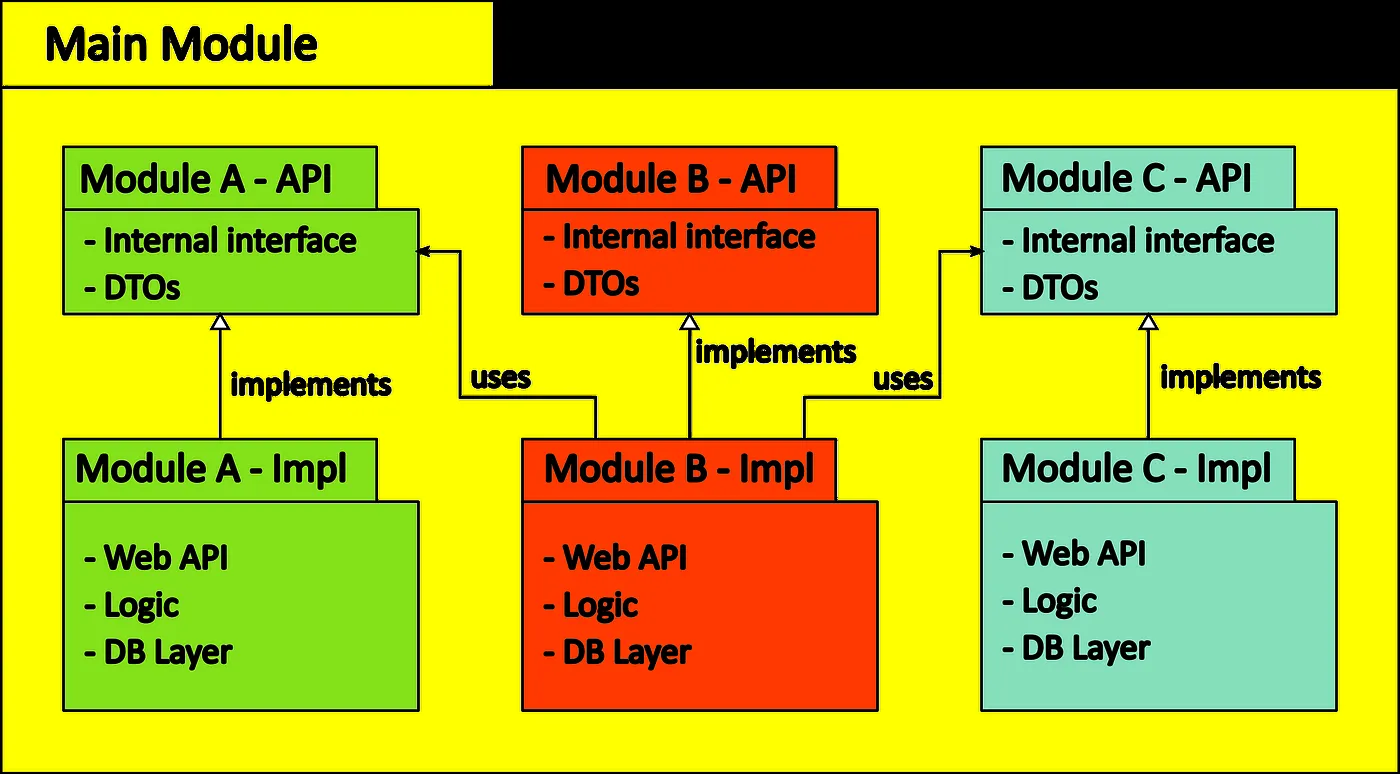 Main Module
Module A - API
- Internal interface
- DTOs
Module B - API
- Internal interface
- DTOs
Module C - API
- Internal interface
- DTOs
implements
uses
implements
uses
implements
Module A - Impl
- Web API
- Logic
- DB Layer
Module B - Impl
- Web API
- Logic
- DB Layer
Module C - Impl
- Web API
- Logic
- DB Layer